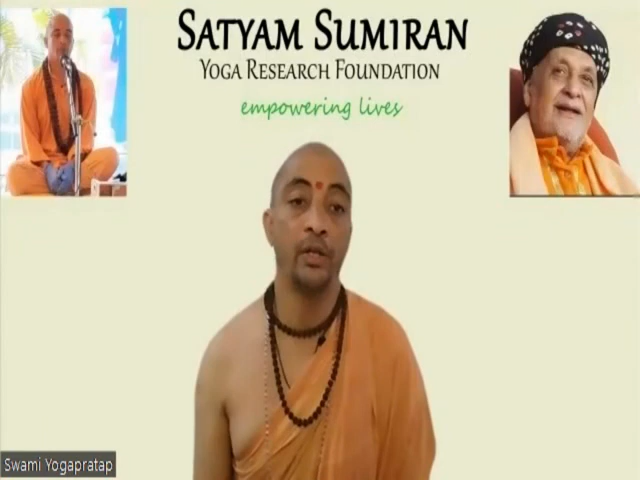 SATYAM SUMIRAN
YOGA RESEARCH FOUNDATION
empowering lives
Swami Yogapratap